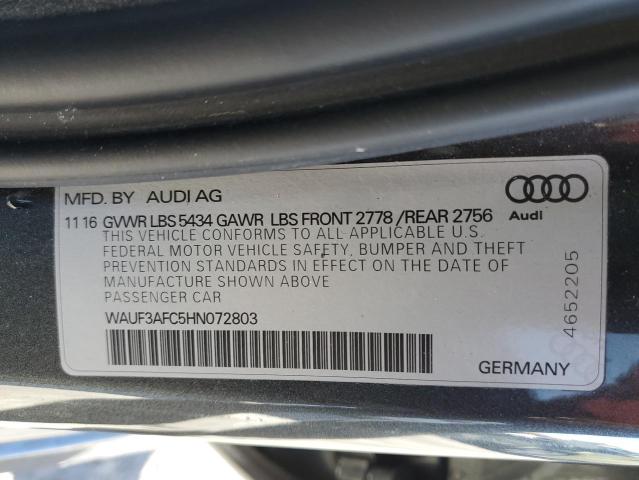 MFD. BY AUDI AG
11 16 GVWR LBS 5434 GAWR LBS FRONT 2778 /REAR 2756
Audi
THIS VEHICLE CONFORMS TO ALL APPLICABLE U.S.
FEDERAL MOTOR VEHICLE SAFETY, BUMPER AND THEFT
PREVENTION STANDARDS IN EFFECT ON THE DATE OF
MANUFACTURE SHOWN ABOVE
PASSENGER CAR
WAUF3AFC5HN072803
4652205
GERMANY